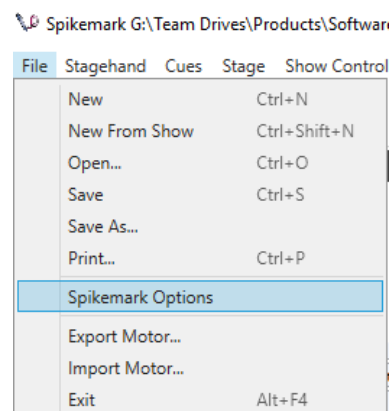 Spikemark G:\Team Drives\Products\Software
File Stagehand Cues Stage Show Control
New Ctrl+N
New From Show Ctrl+Shift+N
Open... Ctrl+O
Save Ctrl+S
Save As...
Print... Ctrl+P
Spikemark Options
Export Motor...
Import Motor...
Exit Alt+F4